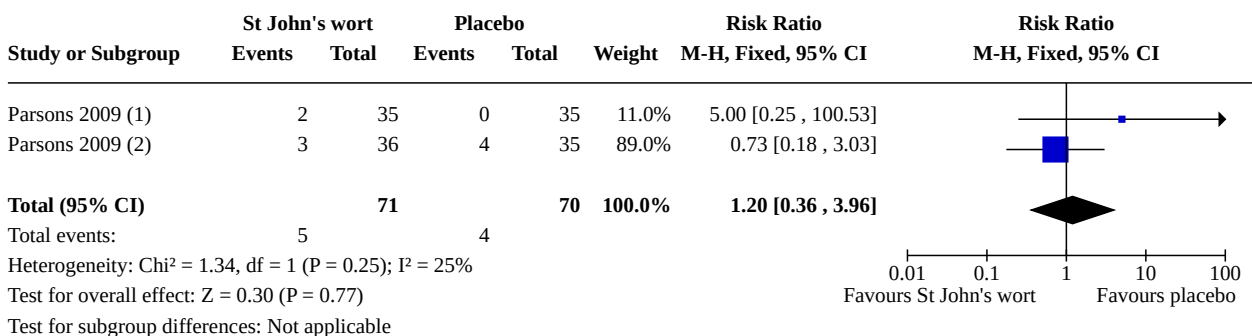 St John's wort Placebo Risk Ratio Risk Ratio
Study or Subgroup Events Total Events Total Weight M-H, Fixed, 95% CI M-H, Fixed, 95% CI
Parsons 2009 (1) 2 35 0 35 11.0% 5.00 [0.25 , 100.53]
Parsons 2009 (2) 3 36 4 35 89.0% 0.73 [0.18 , 3.03]
Total (95% CI) 71 70 100.0% 1.20 [0.36 , 3.96]
Total events: 5 4
Heterogeneity: Chi² = 1.34, df = 1 (P = 0.25); I² = 25%
0.01 0.1 1 10 100
Test for overall effect: Z = 0.30 (P = 0.77) Favours St John's wort Favours placebo
Test for subgroup differences: Not applicable